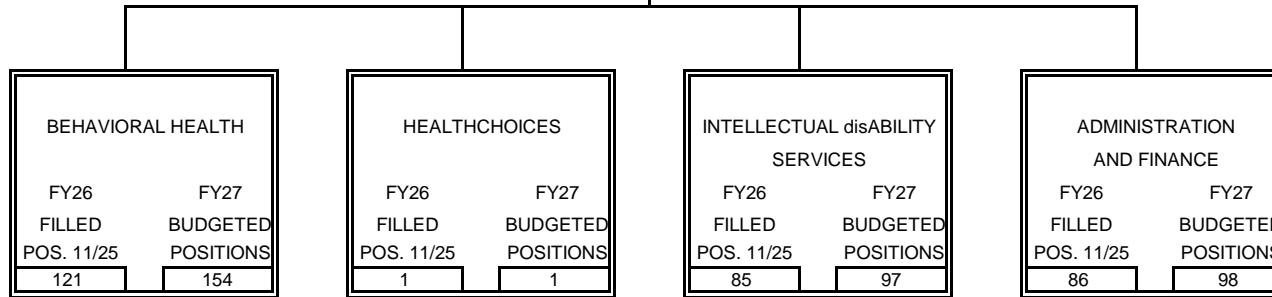 BEHAVIORAL HEALTH
FY26 FY27
FILLED BUDGETED
POS. 11/25 POSITIONS
121 154
HEALTHCHOICES
FY26 FY27
FILLED BUDGETED
POS. 11/25 POSITIONS
1 1
INTELLECTUAL disABILITY
SERVICES
FY26 FY27
FILLED BUDGETED
POS. 11/25 POSITIONS
85 97
ADMINISTRATION
AND FINANCE
FY26 FY27
FILLED BUDGETED
POS. 11/25 POSITIONS
86 98